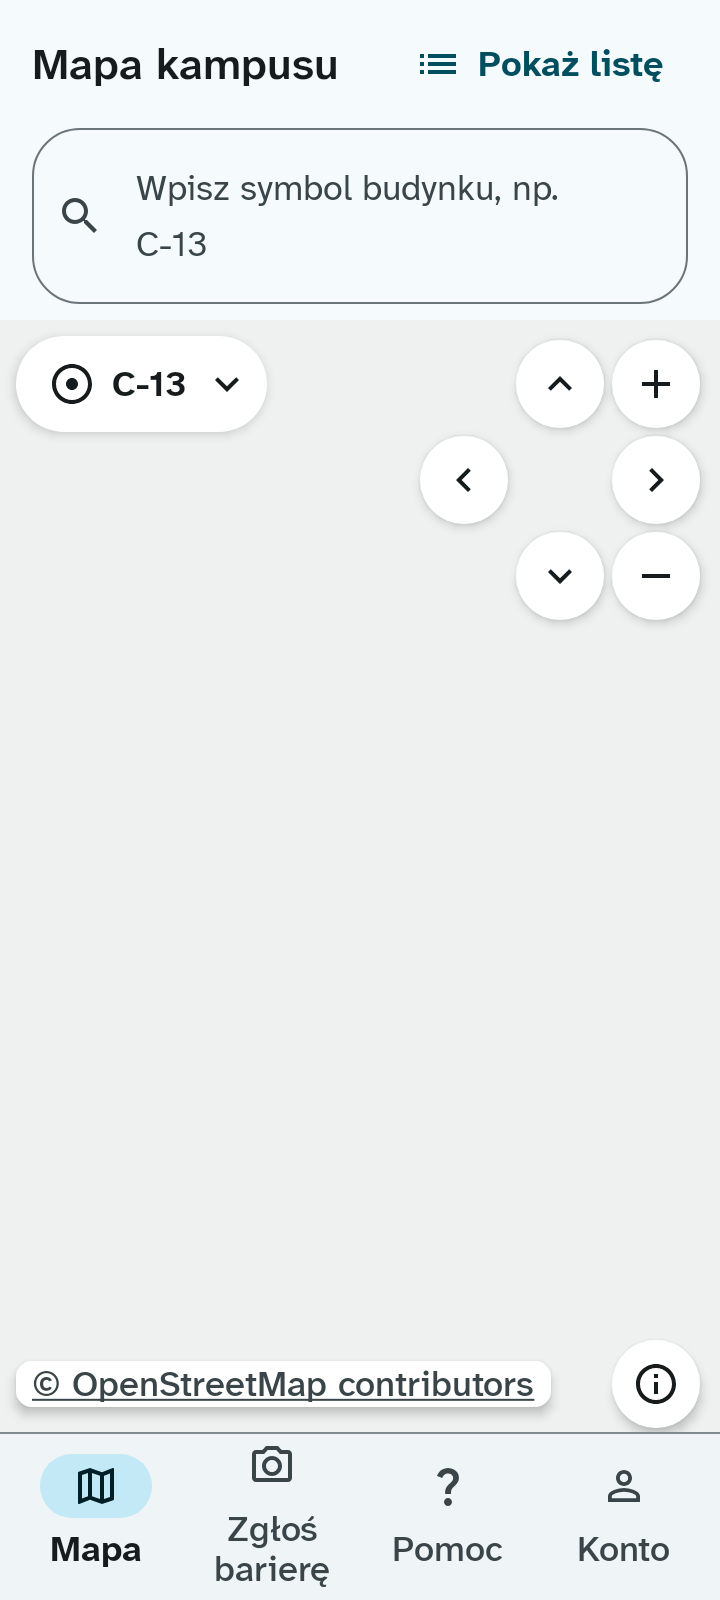 Mapa kampusu
Pokaż listę
Wpisz symbol budynku, np.
C-13
C-13
© OpenStreetMap contributors
Mapa
Zgłoś
barierę
Pomoc
Konto